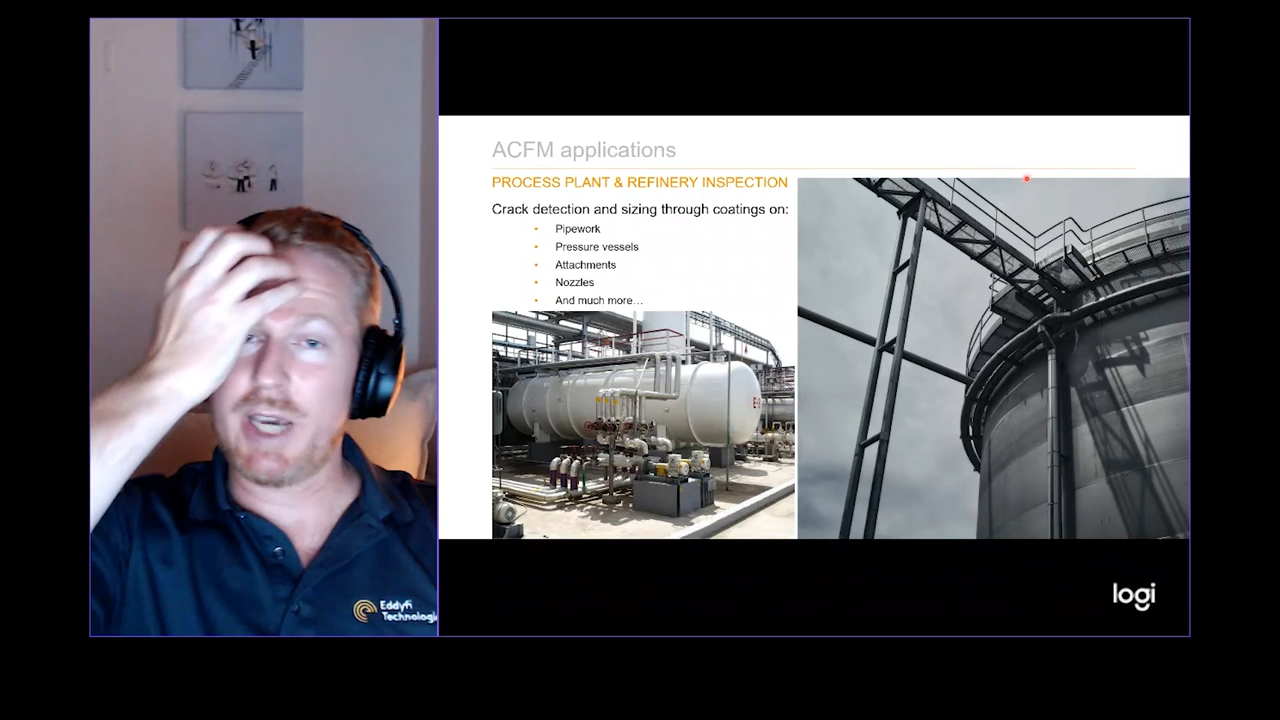 ACFM applications
PROCESS PLANT & REFINERY INSPECTION
Crack detection and sizing through coatings on:
• Pipework
• Pressure vessels
• Attachments
• Nozzles
• And much more…
Eddyfi
logi